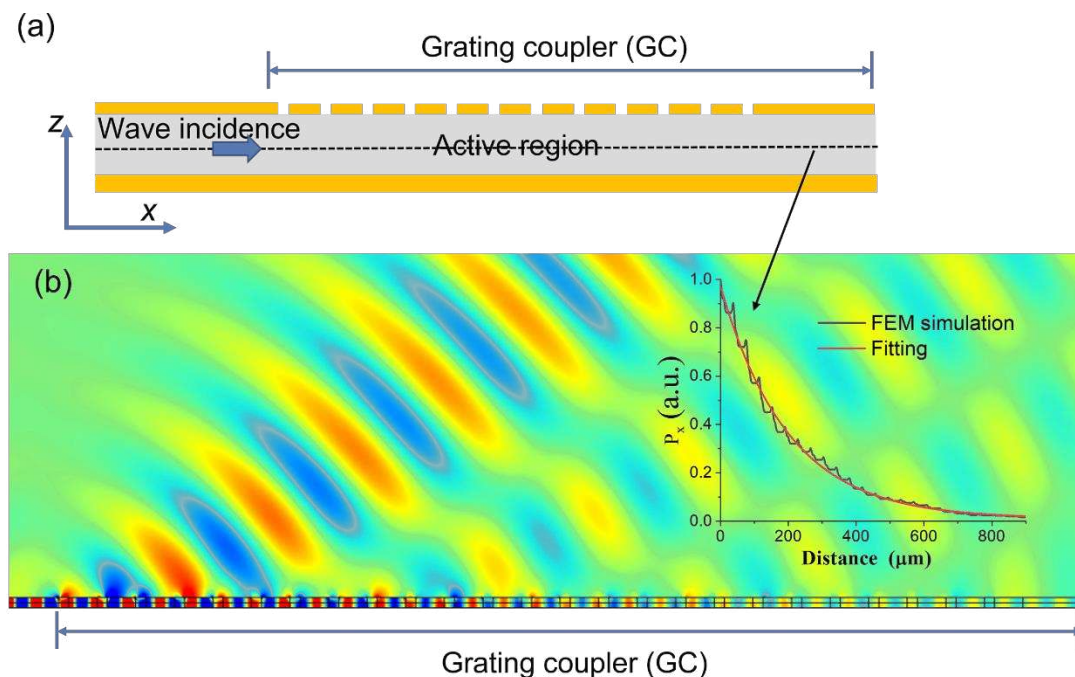 (a)
Grating coupler (GC)
z
Wave incidence
Active region
x
(b)
1.0
0.8
0.6
0.4
0.2
0.0
Pₓ (a.u.)
FEM simulation
Fitting
0 200 400 600 800
Distance (μm)
Grating coupler (GC)